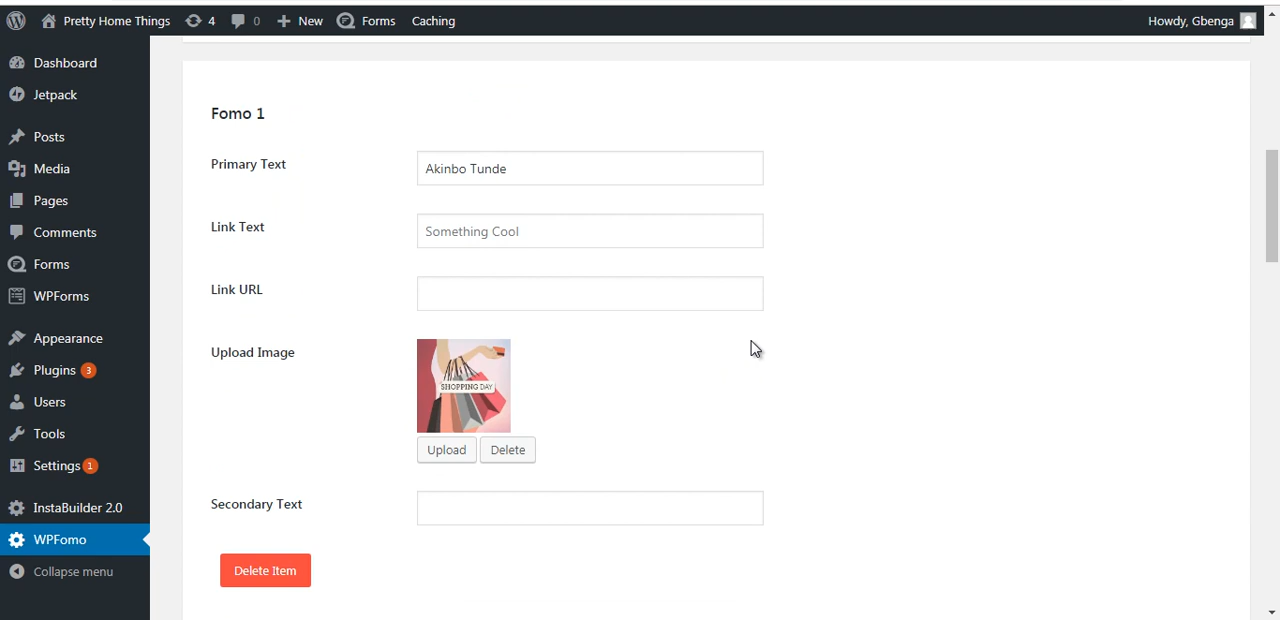 Pretty Home Things 4 0 New Forms Caching Howdy, Gbenga
Dashboard
Jetpack
Posts
Media
Pages
Comments
Forms
WPForms
Appearance
Plugins 3
Users
Tools
Settings 1
InstaBuilder 2.0
WPFomo
Collapse menu
Fomo 1
Primary Text Akinbo Tunde
Link Text Something Cool
Link URL
Upload Image
SHOPPING DAY
Upload Delete
Secondary Text
Delete Item